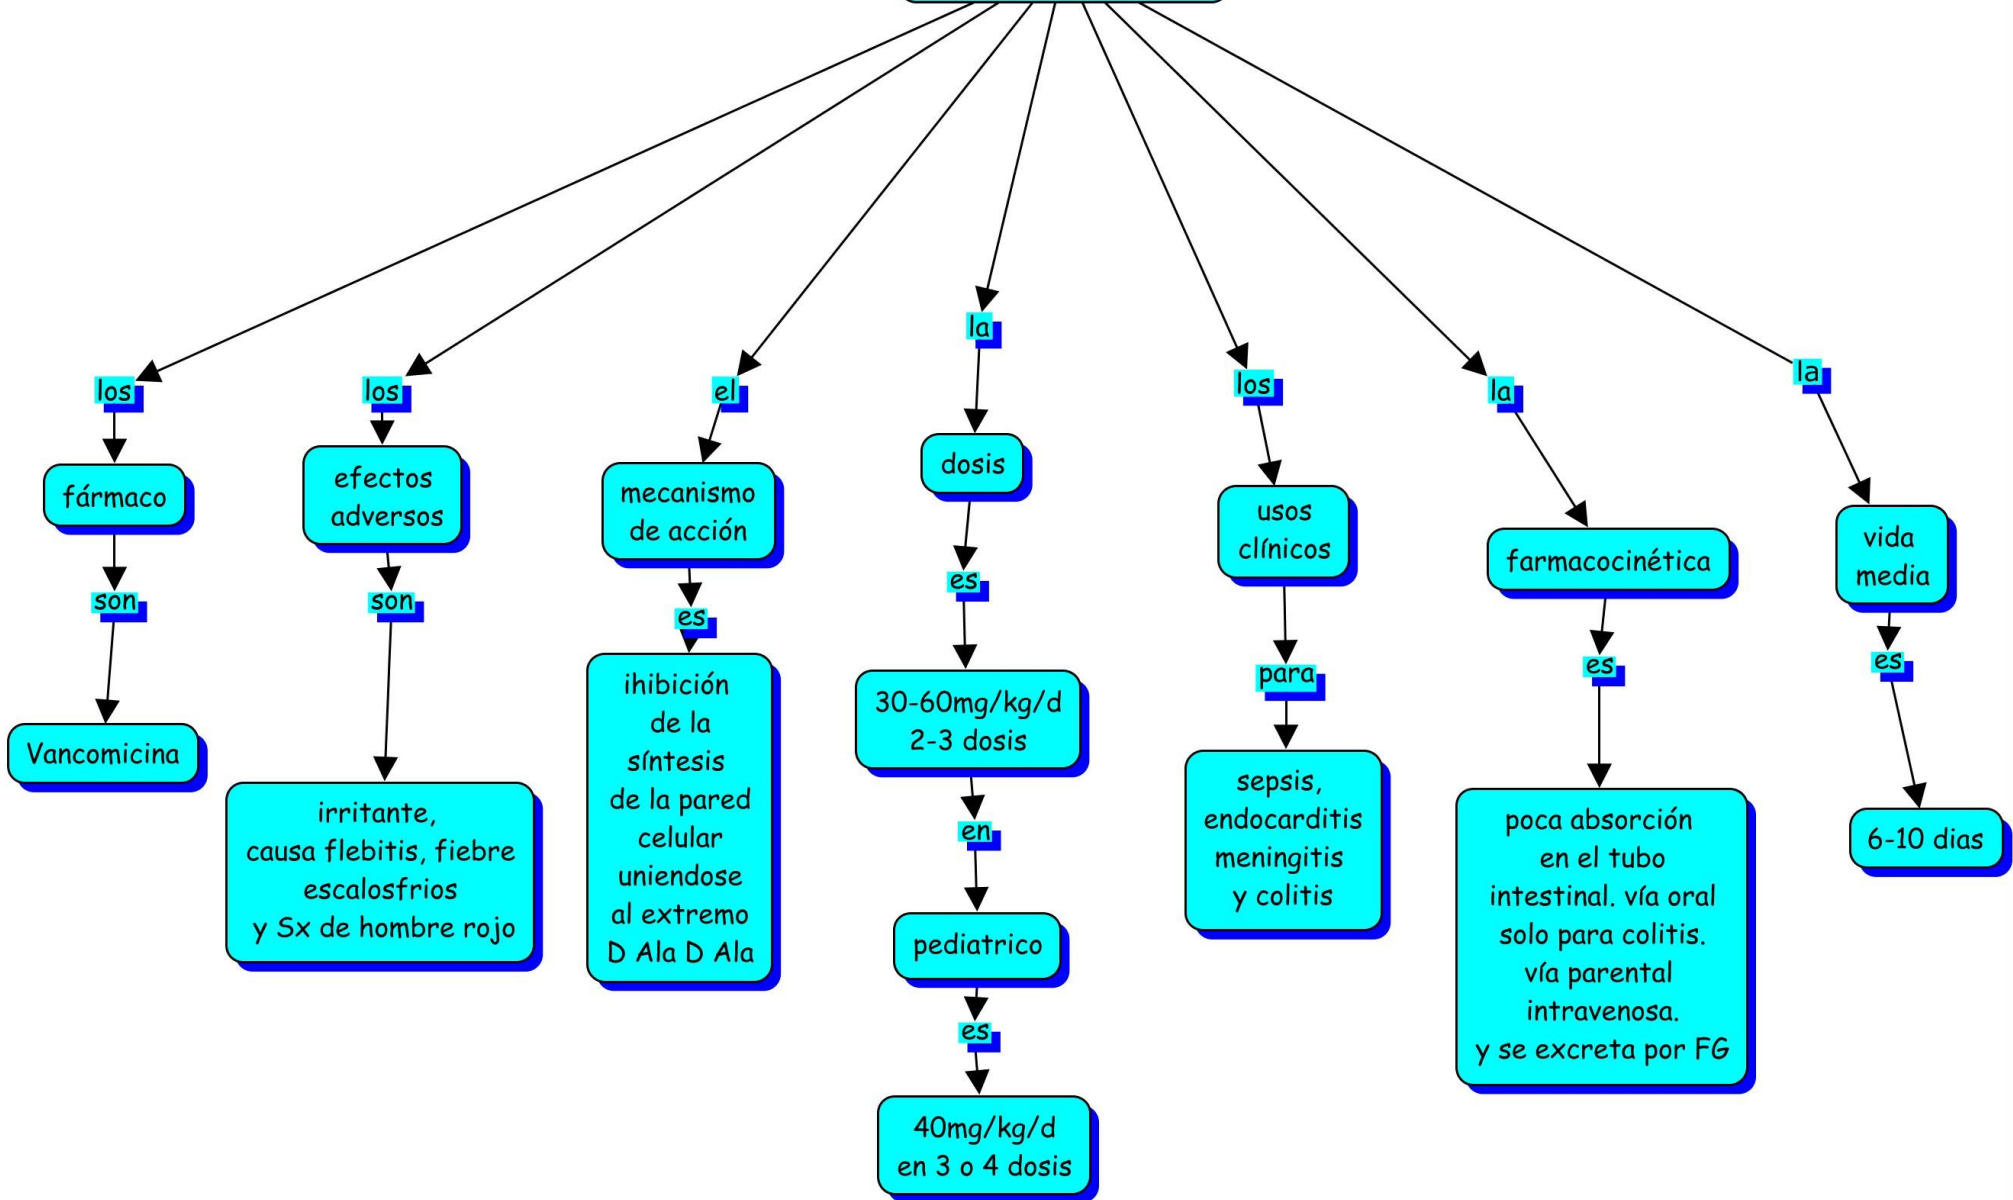 los
fármaco
son
Vancomicina
los
efectos
adversos
son
irritante,
causa flebitis, fiebre
escalosfrios
y Sx de hombre rojo
el
mecanismo
de acción
es
ihibición
de la
síntesis
de la pared
celular
uniendose
al extremo
D Ala D Ala
la
dosis
es
30-60mg/kg/d
2-3 dosis
en
pediatrico
es
40mg/kg/d
en 3 o 4 dosis
los
usos
clínicos
para
sepsis,
endocarditis
meningitis
y colitis
la
farmacocinética
es
poca absorción
en el tubo
intestinal. vía oral
solo para colitis.
vía parental
intravenosa.
y se excreta por FG
la
vida
media
es
6-10 dias